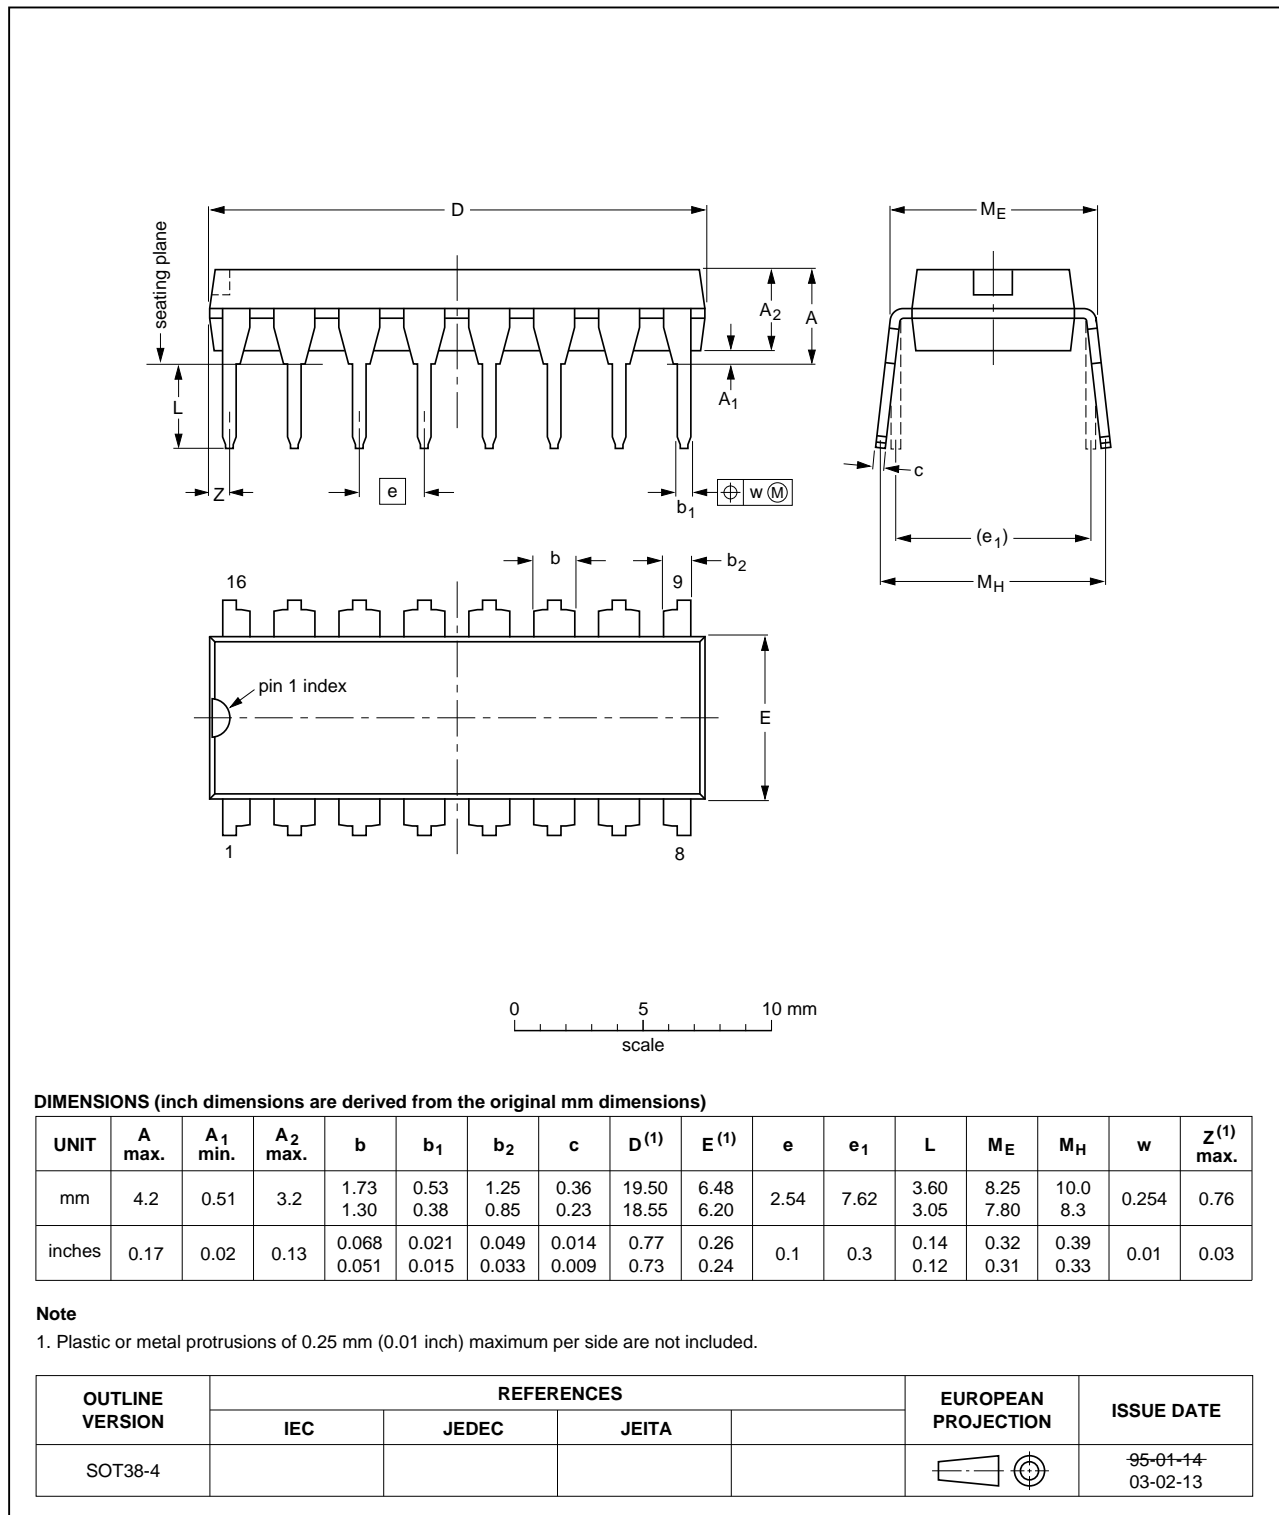 D
ME
seating plane
A2
A
A1
L
c
Z
e
b1
w M
(e1)
MH
b
b2
16
9
pin 1 index
E
1
8
0 5 10 mm
scale
DIMENSIONS (inch dimensions are derived from the original mm dimensions)
UNIT A max. A1 min. A2 max. b b1 b2 c D(1) E(1) e e1 L ME MH w Z(1) max.
mm 4.2 0.51 3.2 1.73 1.30 0.53 0.38 1.25 0.85 0.36 0.23 19.50 18.55 6.48 6.20 2.54 7.62 3.60 3.05 8.25 7.80 10.0 8.3 0.254 0.76
inches 0.17 0.02 0.13 0.068 0.051 0.021 0.015 0.049 0.033 0.014 0.009 0.77 0.73 0.26 0.24 0.1 0.3 0.14 0.12 0.32 0.31 0.39 0.33 0.01 0.03
Note
1. Plastic or metal protrusions of 0.25 mm (0.01 inch) maximum per side are not included.
OUTLINE VERSION REFERENCES EUROPEAN PROJECTION ISSUE DATE
IEC JEDEC JEITA
SOT38-4
95-01-14
03-02-13